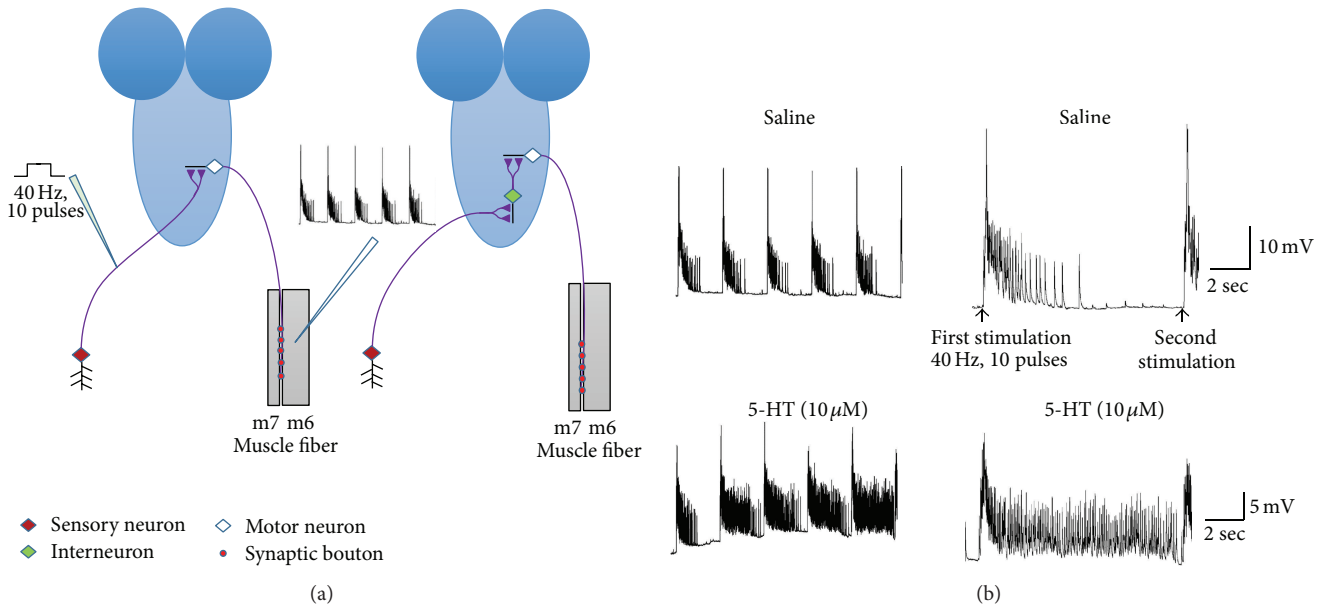 40 Hz,
10 pulses
m7 m6
Muscle fiber
m7 m6
Muscle fiber
Sensory neuron
Motor neuron
Interneuron
Synaptic bouton
(a)
Saline
Saline
10 mV
2 sec
First stimulation
40 Hz, 10 pulses
Second
stimulation
5-HT (10 μM)
5-HT (10 μM)
5 mV
2 sec
(b)